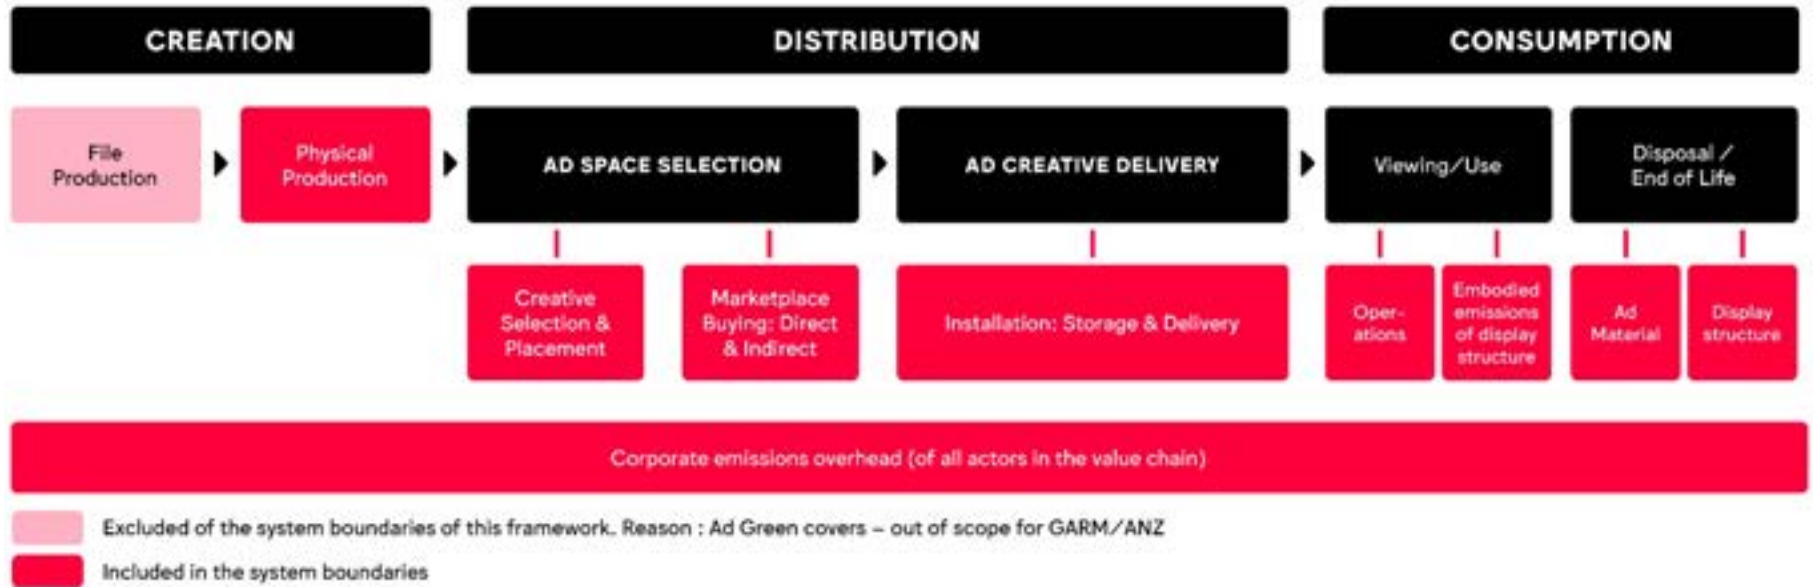 CREATION
DISTRIBUTION
CONSUMPTION
File
Production
Physical
Production
AD SPACE SELECTION
AD CREATIVE DELIVERY
Viewing/Use
Disposal /
End of Life
Creative
Selection &
Placement
Marketplace
Buying: Direct
& Indirect
Installation: Storage & Delivery
Oper-
ations
Embodied
emissions
of display
structure
Ad
Material
Display
structure
Corporate emissions overhead (of all actors in the value chain)
Excluded of the system boundaries of this framework. Reason : Ad Green covers – out of scope for GARM/ANZ
Included in the system boundaries